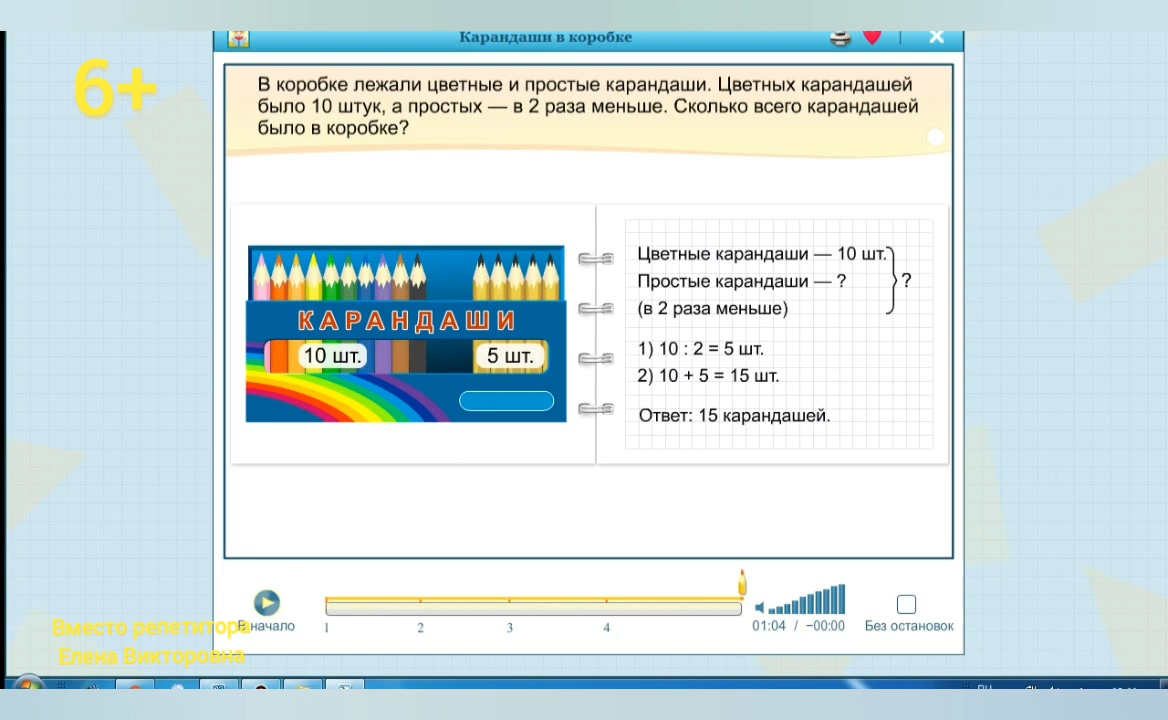 Карандаши в коробке
6+
В коробке лежали цветные и простые карандаши. Цветных карандашей
было 10 штук, а простых — в 2 раза меньше. Сколько всего карандашей
было в коробке?
КАРАНДАШИ
10 шт.
5 шт.
Цветные карандаши — 10 шт.
Простые карандаши — ?
?
(в 2 раза меньше)
1) 10 : 2 = 5 шт.
2) 10 + 5 = 15 шт.
Ответ: 15 карандашей.
В начало
1 2 3 4
01:04 / −00:00
Без остановок
Вместо репетитора
Елена Викторовна